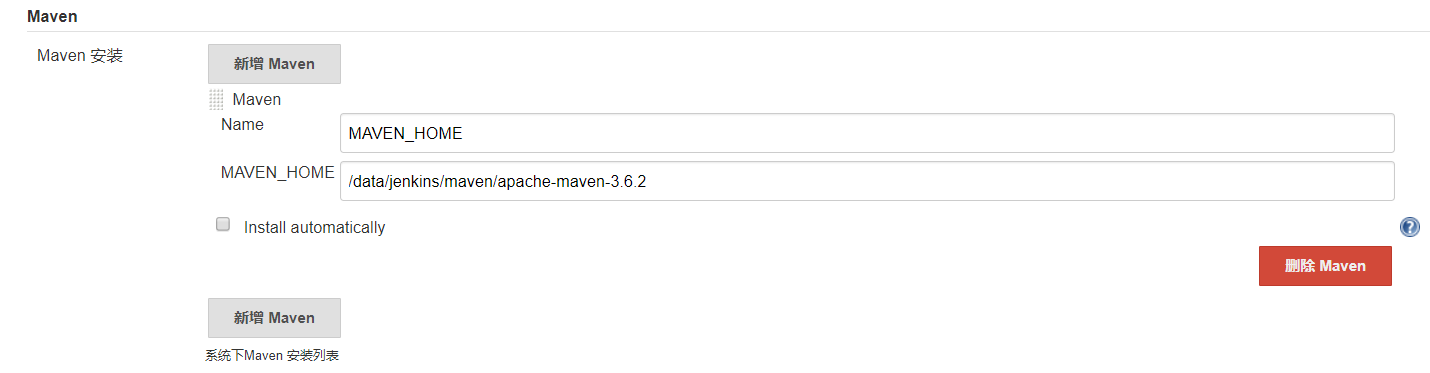 Maven
Maven 安装
新增 Maven
Maven
Name
MAVEN_HOME
MAVEN_HOME
/data/jenkins/maven/apache-maven-3.6.2
Install automatically
?
删除 Maven
新增 Maven
系统下Maven 安装列表